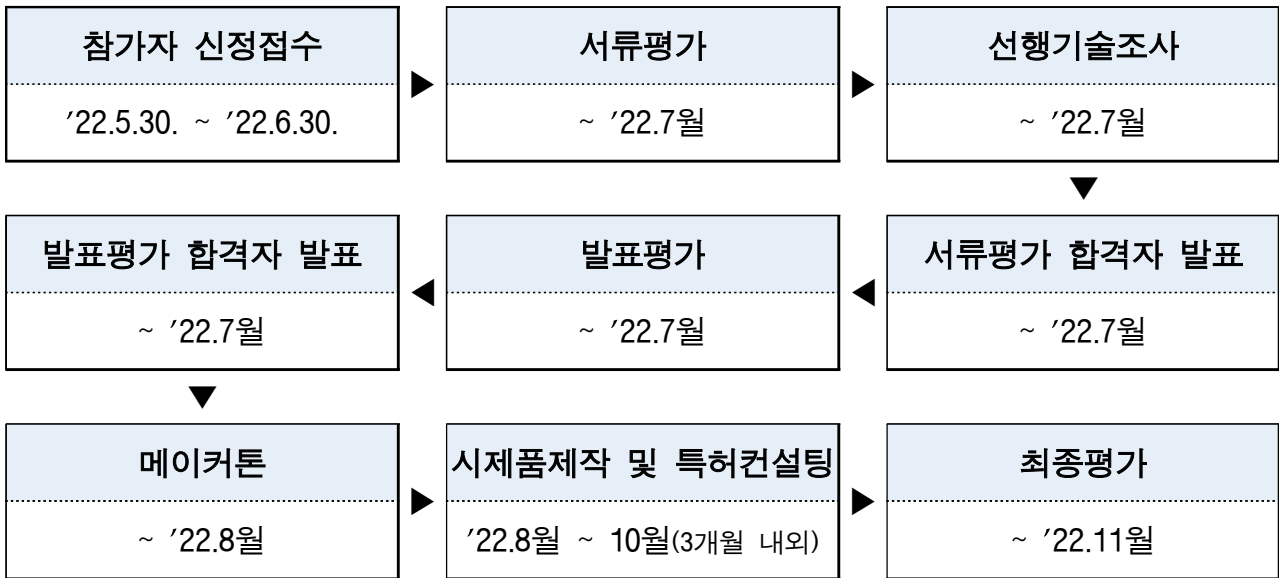 참가자 신정접수
'22.5.30. ~ '22.6.30.
▶
서류평가
~ '22.7월
▶
선행기술조사
~ '22.7월
▼
서류평가 합격자 발표
~ '22.7월
◀
발표평가
~ '22.7월
◀
발표평가 합격자 발표
~ '22.7월
▼
메이커톤
~ '22.8월
▶
시제품제작 및 특허컨설팅
'22.8월 ~ 10월(3개월 내외)
▶
최종평가
~ '22.11월